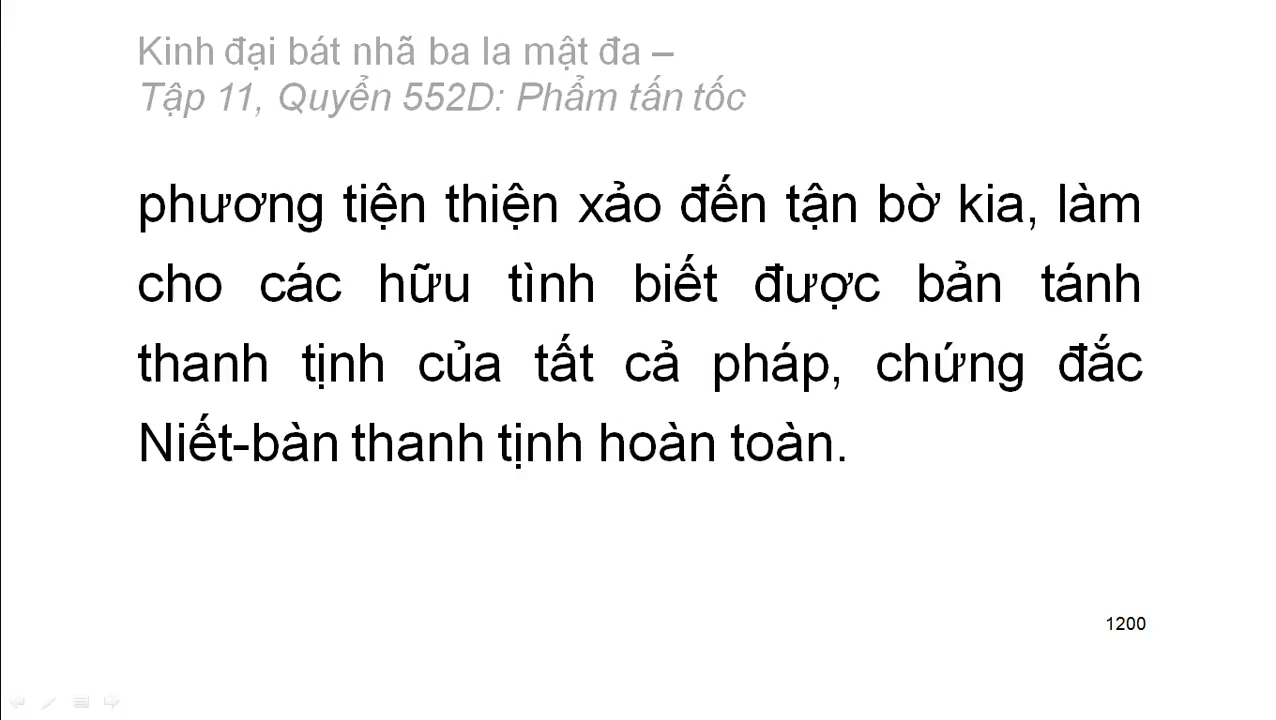 Kinh đại bát nhã ba la mật đa –
Tập 11, Quyển 552D: Phẩm tấn tốc
phương tiện thiện xảo đến tận bờ kia, làm
cho các hữu tình biết được bản tánh
thanh tịnh của tất cả pháp, chứng đắc
Niết-bàn thanh tịnh hoàn toàn.
1200